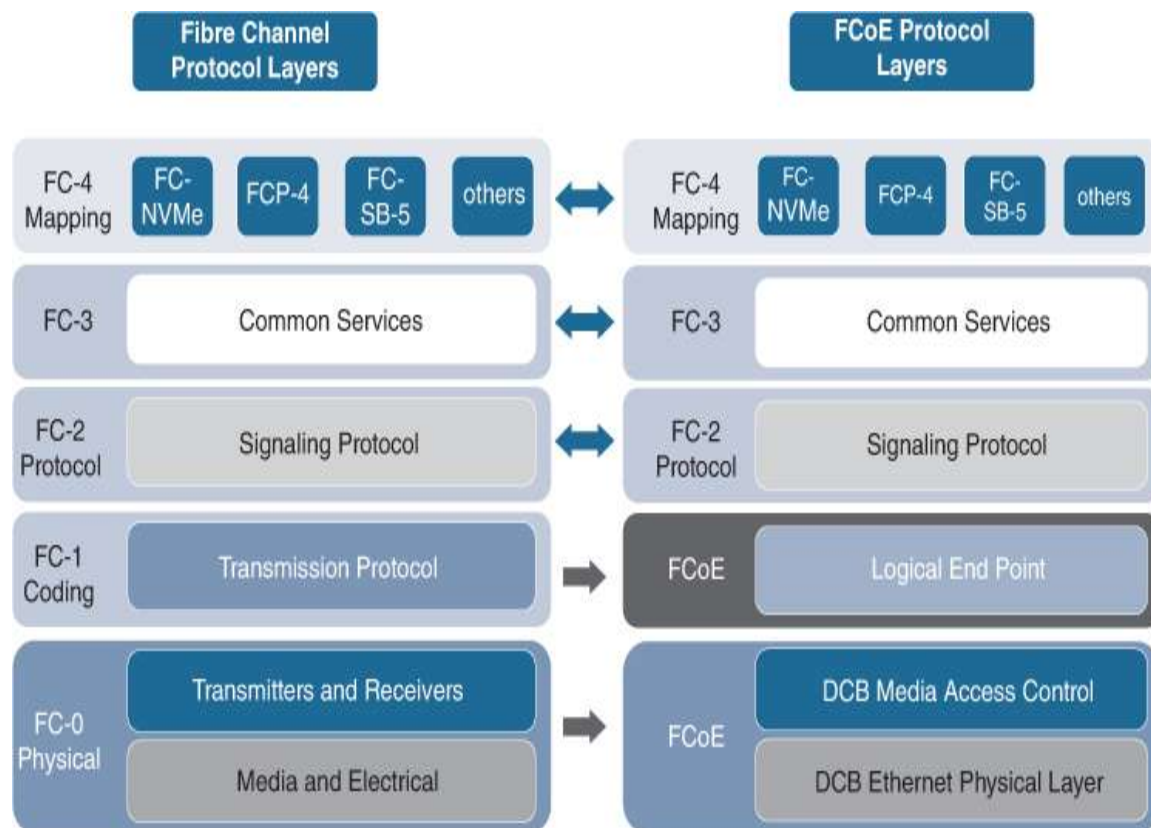 Fibre Channel
Protocol Layers
FCoE Protocol
Layers
FC-4
Mapping
FC-
NVMe
FCP-4
FC-
SB-5
others
FC-4
Mapping
FC-
NVMe
FCP-4
FC-
SB-5
others
FC-3
Common Services
FC-3
Common Services
FC-2
Protocol
Signaling Protocol
FC-2
Protocol
Signaling Protocol
FC-1
Coding
Transmission Protocol
FCoE
Logical End Point
FC-0
Physical
Transmitters and Receivers
Media and Electrical
FCoE
DCB Media Access Control
DCB Ethernet Physical Layer